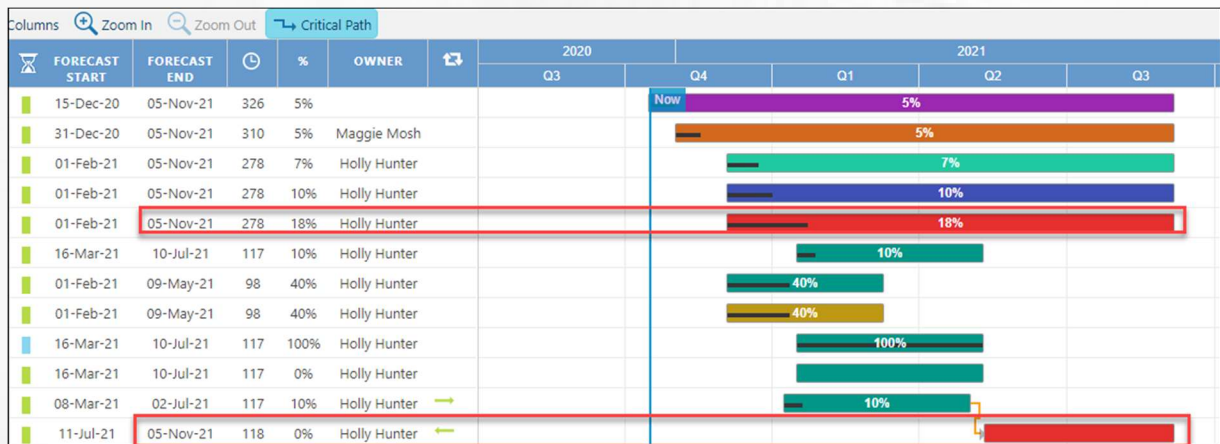 Columns Zoom In Zoom Out Critical Path
FORECAST START FORECAST END % OWNER 2020 2021
Q3 Q4 Q1 Q2 Q3
15-Dec-20 05-Nov-21 326 5% Now 5%
31-Dec-20 05-Nov-21 310 5% Maggie Mosh 5%
01-Feb-21 05-Nov-21 278 7% Holly Hunter 7%
01-Feb-21 05-Nov-21 278 10% Holly Hunter 10%
01-Feb-21 05-Nov-21 278 18% Holly Hunter 18%
16-Mar-21 10-Jul-21 117 10% Holly Hunter 10%
01-Feb-21 09-May-21 98 40% Holly Hunter 40%
01-Feb-21 09-May-21 98 40% Holly Hunter 40%
16-Mar-21 10-Jul-21 117 100% Holly Hunter 100%
16-Mar-21 10-Jul-21 117 0% Holly Hunter
08-Mar-21 02-Jul-21 117 10% Holly Hunter 10%
11-Jul-21 05-Nov-21 118 0% Holly Hunter